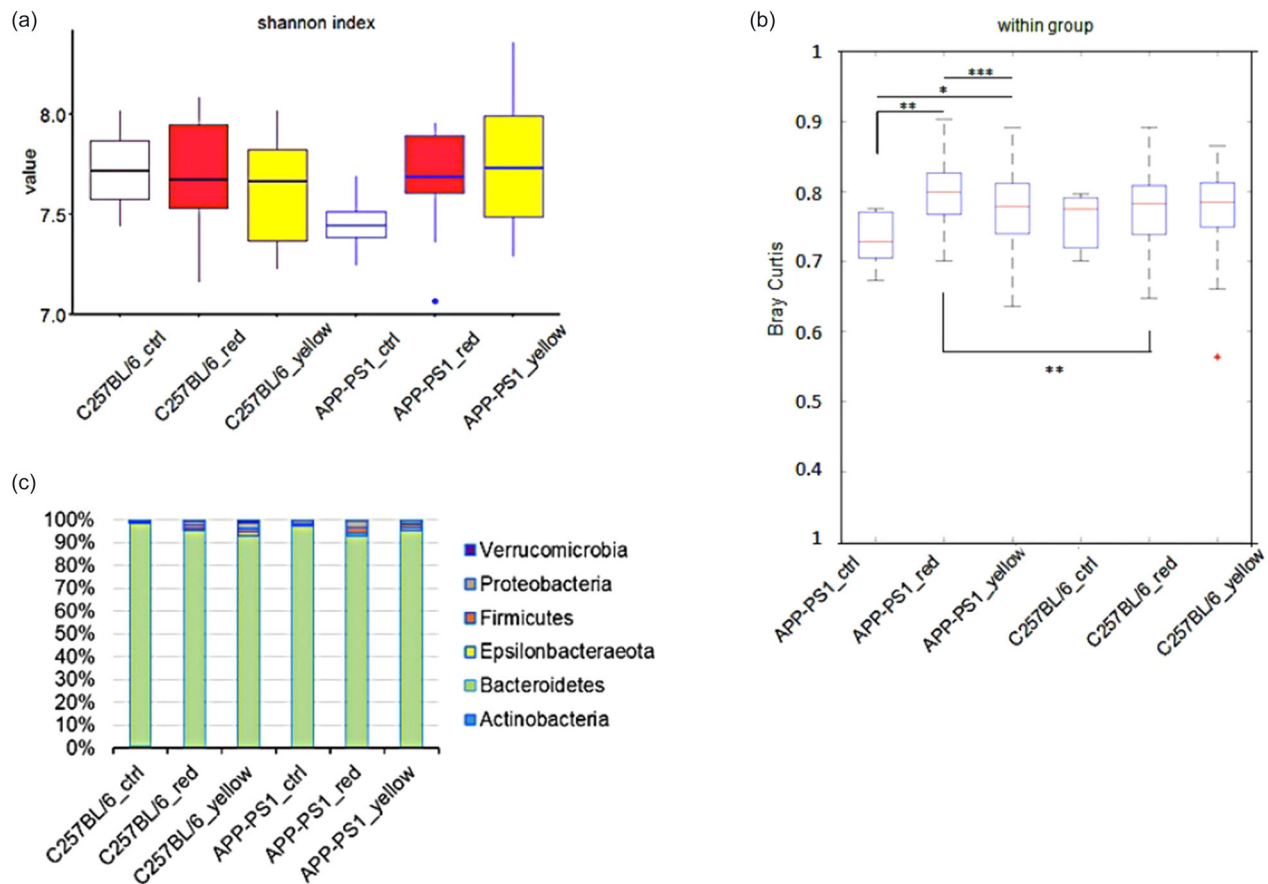 (a)
shannon index
value
8.0
7.5
7.0
C257BL/6_ctrl
C257BL/6_red
C257BL/6_yellow
APP-PS1_ctrl
APP-PS1_red
APP-PS1_yellow
(b)
within group
Bray Curtis
1
0.9
0.8
0.7
0.6
0.5
0.4
1
***
*
**
**
APP-PS1_ctrl
APP-PS1_red
APP-PS1_yellow
C257BL/6_ctrl
C257BL/6_red
C257BL/6_yellow
(c)
100%
90%
80%
70%
60%
50%
40%
30%
20%
10%
0%
C257BL/6_ctrl
C257BL/6_red
C257BL/6_yellow
APP-PS1_ctrl
APP-PS1_red
APP-PS1_yellow
Verrucomicrobia
Proteobacteria
Firmicutes
Epsilonbacteraeota
Bacteroidetes
Actinobacteria